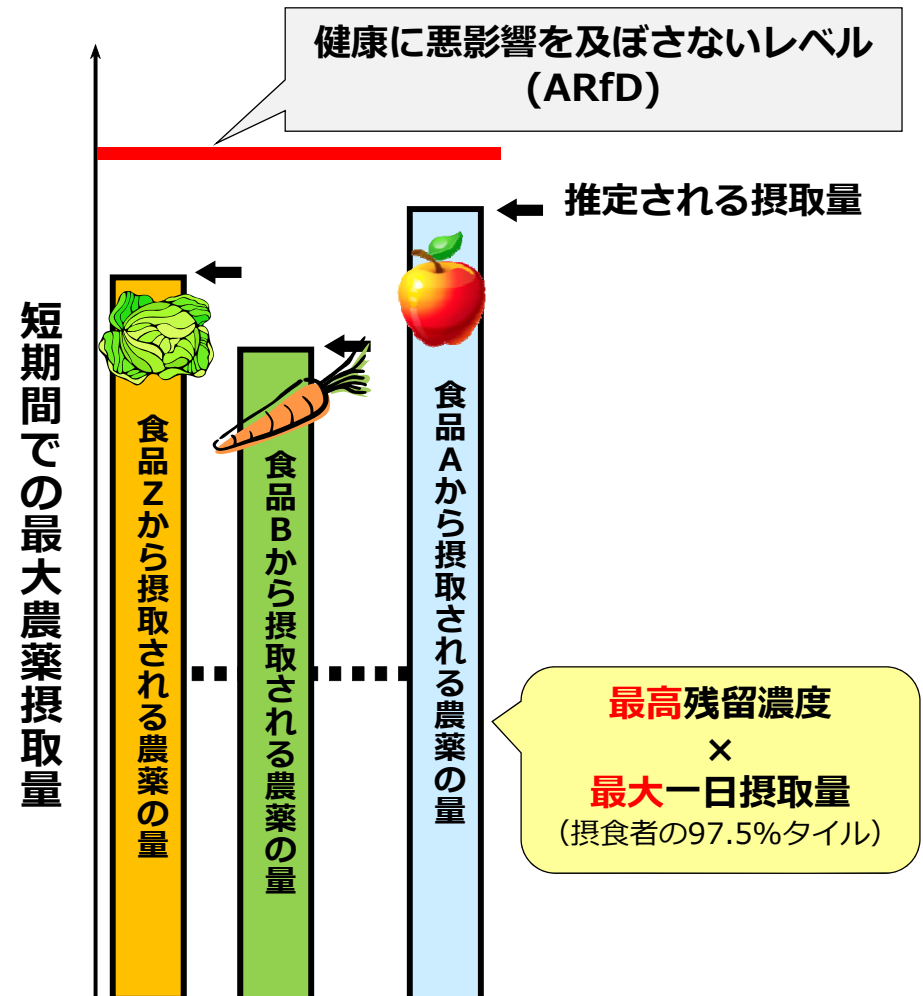 健康に悪影響を及ぼさないレベル
(ARfD)
推定される摂取量
短期間での最大農薬摂取量
食品Zから摂取される農薬の量
食品Bから摂取される農薬の量
食品Aから摂取される農薬の量
最高残留濃度
×
最大一日摂取量
（摂食者の97.5%タイル）